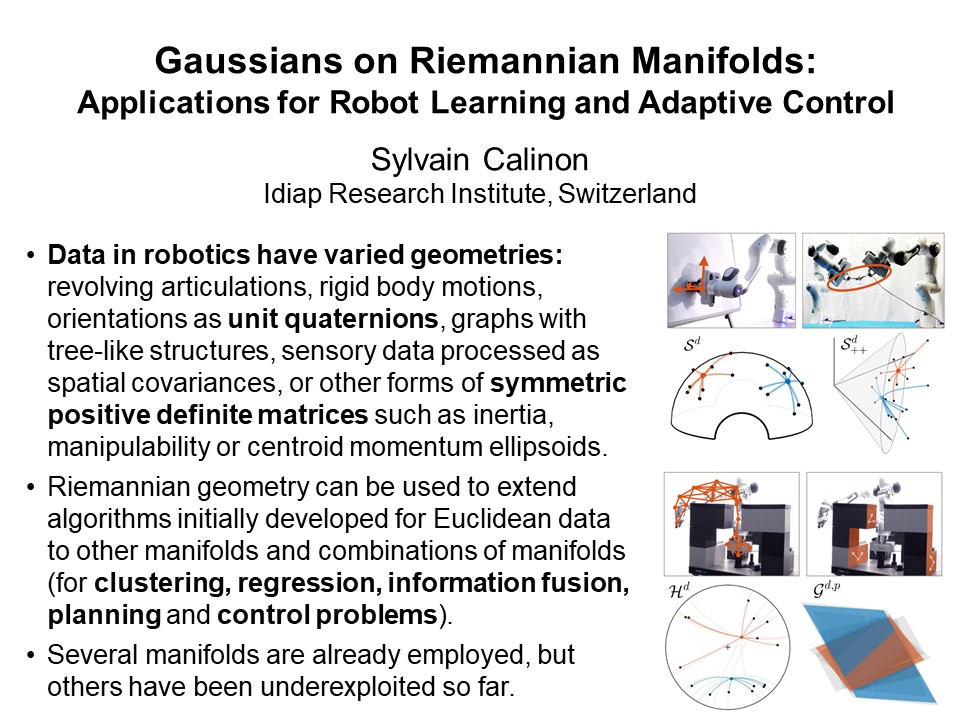 Gaussians on Riemannian Manifolds:
Applications for Robot Learning and Adaptive Control
Sylvain Calinon
Idiap Research Institute, Switzerland
• Data in robotics have varied geometries:
revolving articulations, rigid body motions,
orientations as unit quaternions, graphs with
tree-like structures, sensory data processed as
spatial covariances, or other forms of symmetric
positive definite matrices such as inertia,
manipulability or centroid momentum ellipsoids.
• Riemannian geometry can be used to extend
algorithms initially developed for Euclidean data
to other manifolds and combinations of manifolds
(for clustering, regression, information fusion,
planning and control problems).
• Several manifolds are already employed, but
others have been underexploited so far.
𝒮ᵈ
𝒮ᵈ₊₊
ℋᵈ
𝒢ᵈ,ᵖ